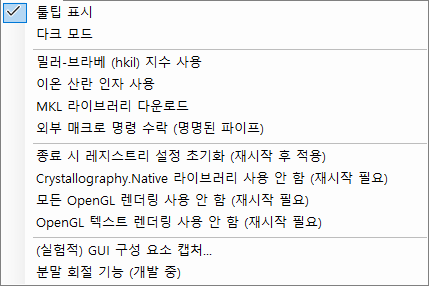 툴팁 표시
다크 모드
밀러-브라베 (hkil) 지수 사용
이온 산란 인자 사용
MKL 라이브러리 다운로드
외부 매크로 명령 수락 (명명된 파이프)
종료 시 레지스트리 설정 초기화 (재시작 후 적용)
Crystallography.Native 라이브러리 사용 안 함 (재시작 필요)
모든 OpenGL 렌더링 사용 안 함 (재시작 필요)
OpenGL 텍스트 렌더링 사용 안 함 (재시작 필요)
(실험적) GUI 구성 요소 캡처...
분말 회절 기능 (개발 중)